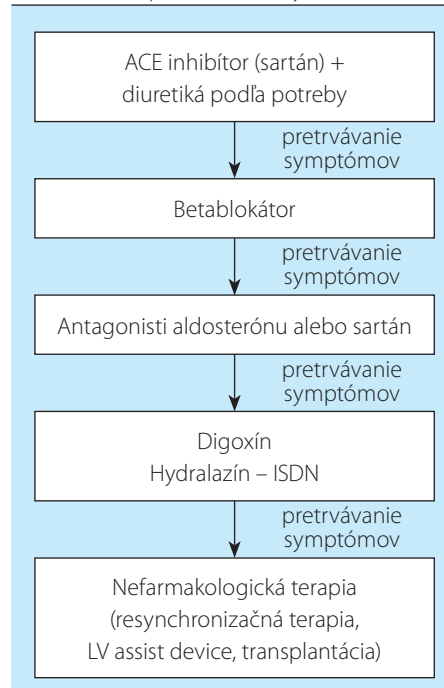 ACE inhibítor (sartán) +
diuretiká podľa potreby
pretrvávanie
symptómov
Betablokátor
pretrvávanie
symptómov
Antagonisti aldosterónu alebo sartán
pretrvávanie
symptómov
Digoxín
Hydralazín – ISDN
pretrvávanie
symptómov
Nefarmakologická terapia
(resynchronizačná terapia,
LV assist device, transplantácia)